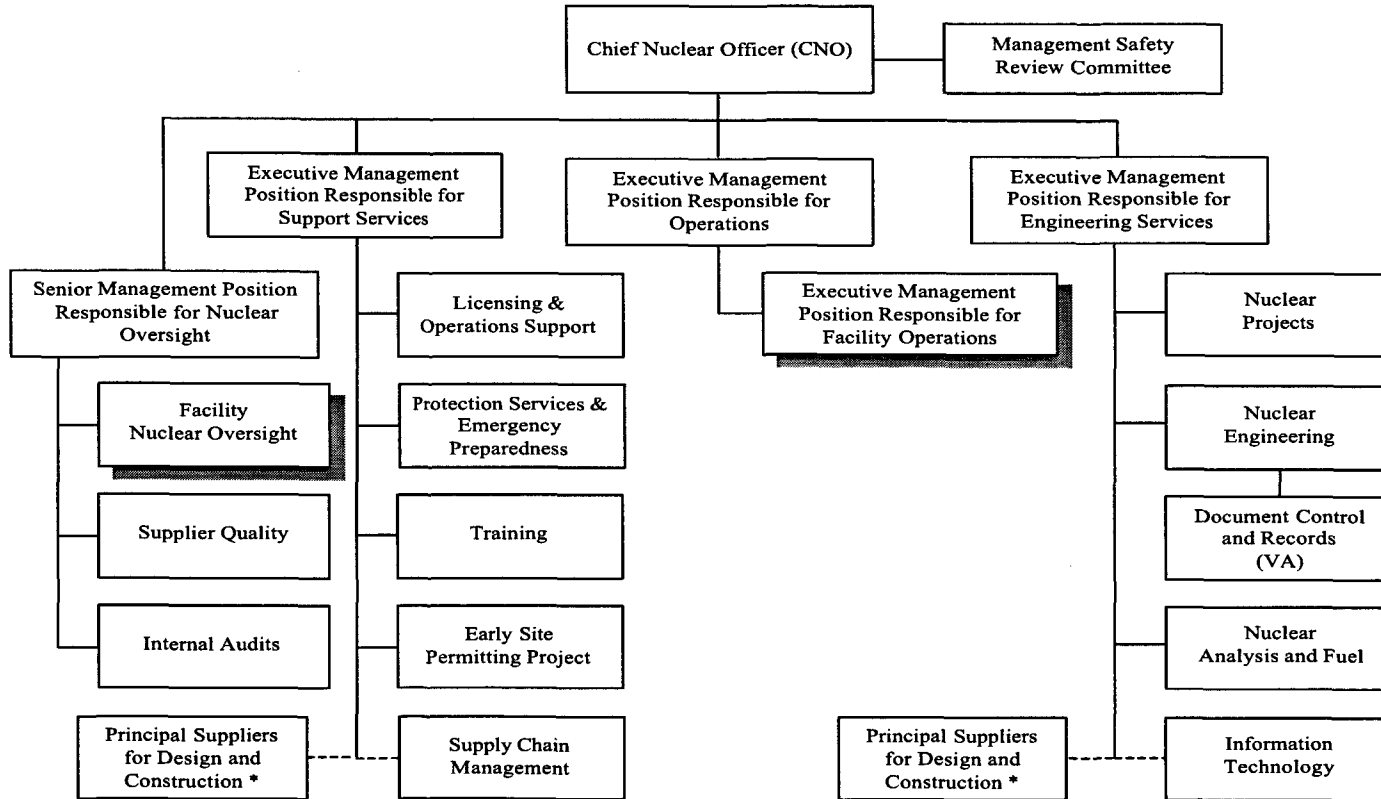 Chief Nuclear Officer (CNO)
Management Safety
Review Committee
Executive Management
Position Responsible for
Support Services
Executive Management
Position Responsible for
Operations
Executive Management
Position Responsible for
Engineering Services
Senior Management Position
Responsible for Nuclear
Oversight
Licensing &
Operations Support
Executive Management
Position Responsible for
Facility Operations
Nuclear
Projects
Facility
Nuclear Oversight
Protection Services &
Emergency
Preparedness
Nuclear
Engineering
Supplier Quality
Training
Document Control
and Records
(VA)
Internal Audits
Early Site
Permitting Project
Nuclear
Analysis and Fuel
Principal Suppliers
for Design and
Construction *
Supply Chain
Management
Principal Suppliers
for Design and
Construction *
Information
Technology